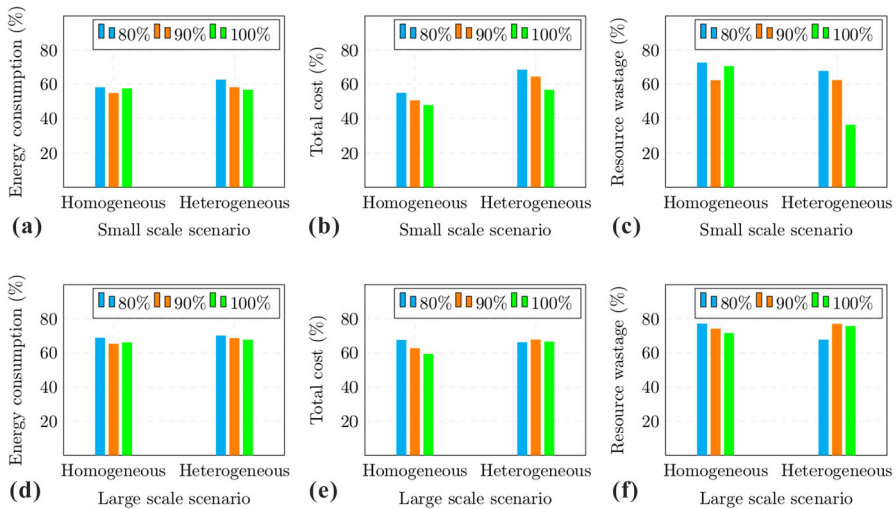 Energy consumption (%)
80% 90% 100%
80
60
40
20
Homogeneous Heterogeneous
Small scale scenario
(a)
Total cost (%)
80% 90% 100%
80
60
40
20
Homogeneous Heterogeneous
Small scale scenario
(b)
Resource wastage (%)
80% 90% 100%
80
60
40
20
Homogeneous Heterogeneous
Small scale scenario
(c)
Energy consumption (%)
80% 90% 100%
80
60
40
20
Homogeneous Heterogeneous
Large scale scenario
(d)
Total cost (%)
80% 90% 100%
80
60
40
20
Homogeneous Heterogeneous
Large scale scenario
(e)
Resource wastage (%)
80% 90% 100%
80
60
40
20
Homogeneous Heterogeneous
Large scale scenario
(f)